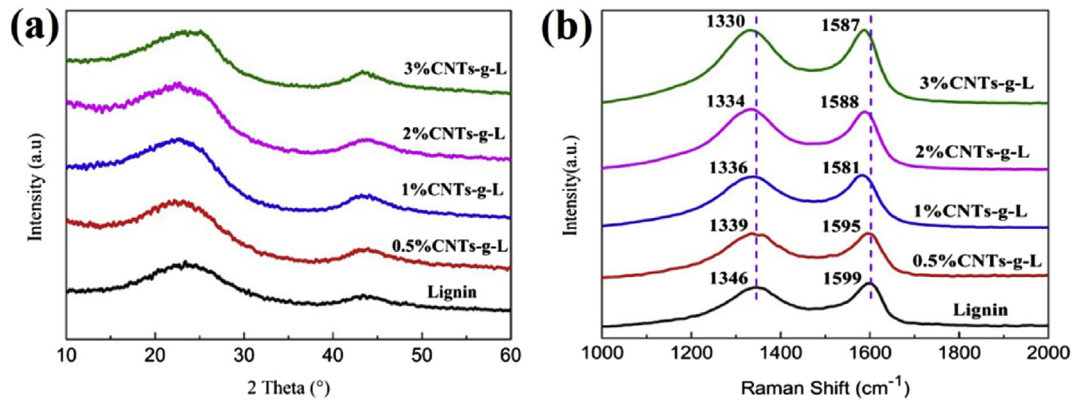 (a)
3%CNTs-g-L
2%CNTs-g-L
1%CNTs-g-L
0.5%CNTs-g-L
Lignin
Intensity (a.u)
10 20 30 40 50 60
2 Theta (°)
(b)
1330 1587
3%CNTs-g-L
1334 1588
2%CNTs-g-L
1336 1581
1%CNTs-g-L
1339 1595
0.5%CNTs-g-L
1346 1599
Lignin
Intensity(a.u.)
1000 1200 1400 1600 1800 2000
Raman Shift (cm⁻¹)